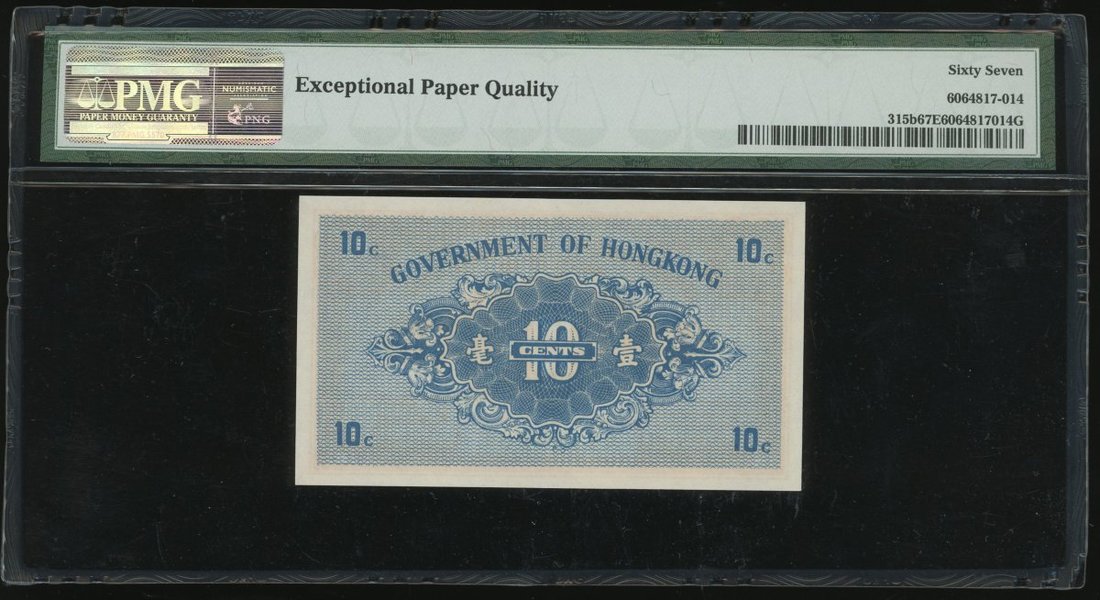 PMG
PAPER MONEY GUARANTY
NUMISMATIC
PNG
Exceptional Paper Quality
Sixty Seven
6064817-014
315b67E6064817014G
10c
10c
GOVERNMENT OF HONGKONG
毫
10
CENTS
壹
10c
10c